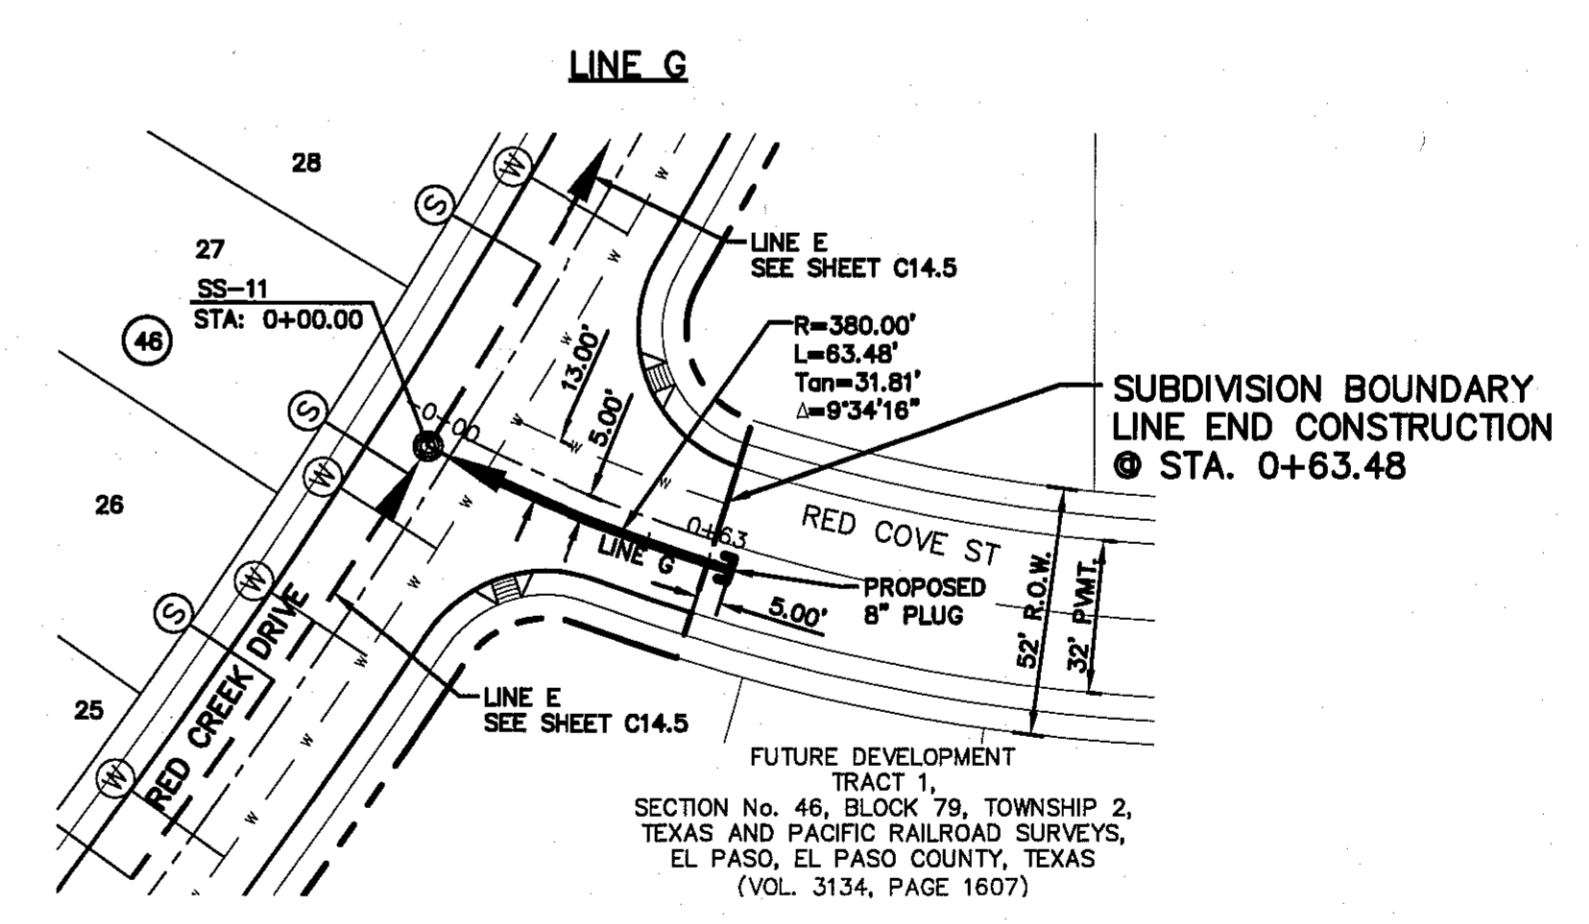 LINE G
28
W
S
27
LINE E
SEE SHEET C14.5
SS-11
STA: 0+00.00
46
R=380.00'
L=63.48'
Tan=31.81'
Δ=9°34'16"
13.00'
5.00'
SUBDIVISION BOUNDARY
LINE END CONSTRUCTION
@ STA. 0+63.48
S
0+00
W
26
RED COVE ST
0+63
LINE G
PROPOSED
8" PLUG
5.00'
52' R.O.W.
32' PVMT.
W
S
RED CREEK DRIVE
25
LINE E
SEE SHEET C14.5
W
FUTURE DEVELOPMENT
TRACT 1,
SECTION No. 46, BLOCK 79, TOWNSHIP 2,
TEXAS AND PACIFIC RAILROAD SURVEYS,
EL PASO, EL PASO COUNTY, TEXAS
(VOL. 3134, PAGE 1607)
W
W
W
W
W
W
W
W
W
W
W
W
W